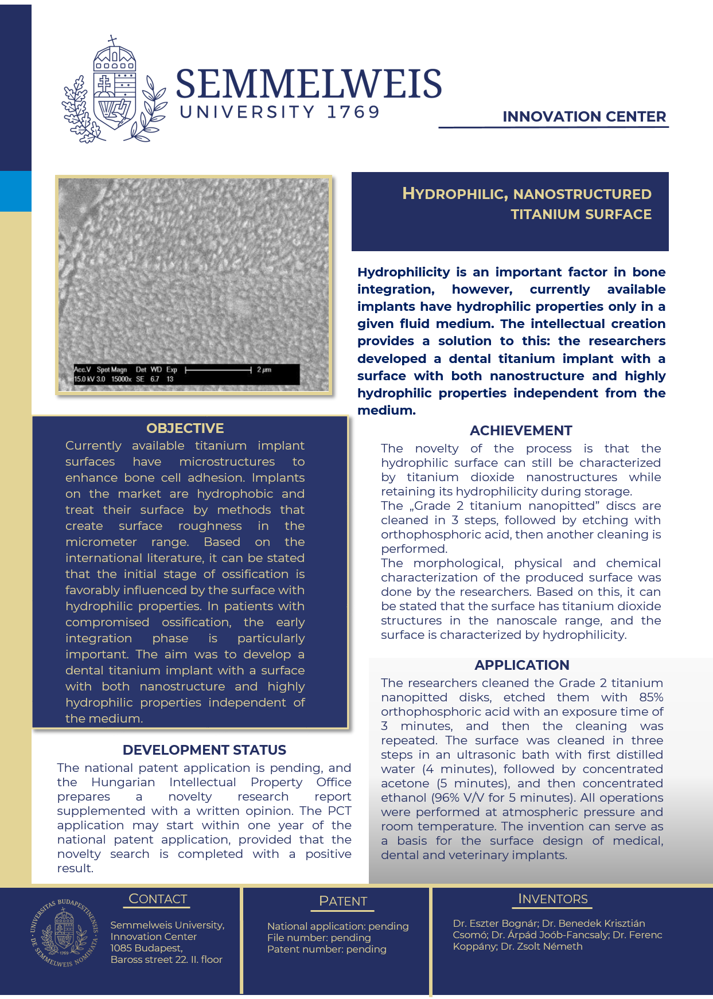 SEMMELWEIS
UNIVERSITY 1769
INNOVATION CENTER
Acc.V Spot Magn Det WD Exp 2 µm
15.0 kV 3.0 15000x SE 6.7 13
HYDROPHILIC, NANOSTRUCTURED
TITANIUM SURFACE
Hydrophilicity is an important factor in bone
integration, however, currently available
implants have hydrophilic properties only in a
given fluid medium. The intellectual creation
provides a solution to this: the researchers
developed a dental titanium implant with a
surface with both nanostructure and highly
hydrophilic properties independent from the
medium.
OBJECTIVE
Currently available titanium implant
surfaces have microstructures to
enhance bone cell adhesion. Implants
on the market are hydrophobic and
treat their surface by methods that
create surface roughness in the
micrometer range. Based on the
international literature, it can be stated
that the initial stage of ossification is
favorably influenced by the surface with
hydrophilic properties. In patients with
compromised ossification, the early
integration phase is particularly
important. The aim was to develop a
dental titanium implant with a surface
with both nanostructure and highly
hydrophilic properties independent of
the medium.
DEVELOPMENT STATUS
The national patent application is pending, and
the Hungarian Intellectual Property Office
prepares a novelty research report
supplemented with a written opinion. The PCT
application may start within one year of the
national patent application, provided that the
novelty search is completed with a positive
result.
ACHIEVEMENT
The novelty of the process is that the
hydrophilic surface can still be characterized
by titanium dioxide nanostructures while
retaining its hydrophilicity during storage.
The „Grade 2 titanium nanopitted” discs are
cleaned in 3 steps, followed by etching with
orthophosphoric acid, then another cleaning is
performed.
The morphological, physical and chemical
characterization of the produced surface was
done by the researchers. Based on this, it can
be stated that the surface has titanium dioxide
structures in the nanoscale range, and the
surface is characterized by hydrophilicity.
APPLICATION
The researchers cleaned the Grade 2 titanium
nanopitted disks, etched them with 85%
orthophosphoric acid with an exposure time of
3 minutes, and then the cleaning was
repeated. The surface was cleaned in three
steps in an ultrasonic bath with first distilled
water (4 minutes), followed by concentrated
acetone (5 minutes), and then concentrated
ethanol (96% V/V for 5 minutes). All operations
were performed at atmospheric pressure and
room temperature. The invention can serve as
a basis for the surface design of medical,
dental and veterinary implants.
UNIVERSITAS BUDAPESTINENSIS
DE SEMMELWEIS NOMINATA
1769
CONTACT
Semmelweis University,
Innovation Center
1085 Budapest,
Baross street 22. II. floor
PATENT
National application: pending
File number: pending
Patent number: pending
INVENTORS
Dr. Eszter Bognár; Dr. Benedek Krisztián
Csomó; Dr. Árpád Joób-Fancsaly; Dr. Ferenc
Koppány; Dr. Zsolt Németh